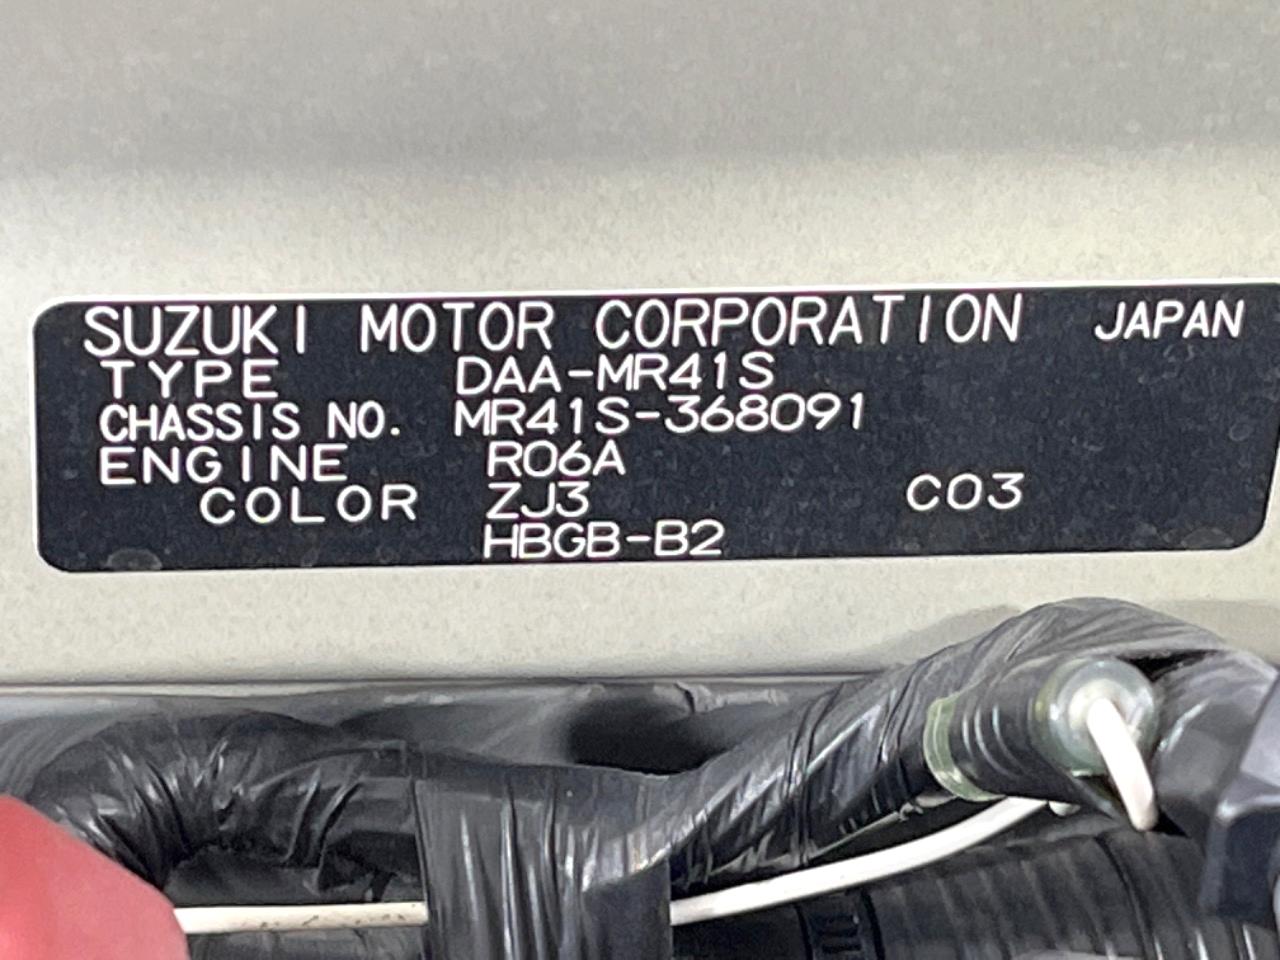 SUZUKI MOTOR CORPORATION JAPAN
TYPE DAA-MR41S
CHASSIS NO. MR41S-368091
ENGINE R06A
COLOR ZJ3 C03
HBGB-B2